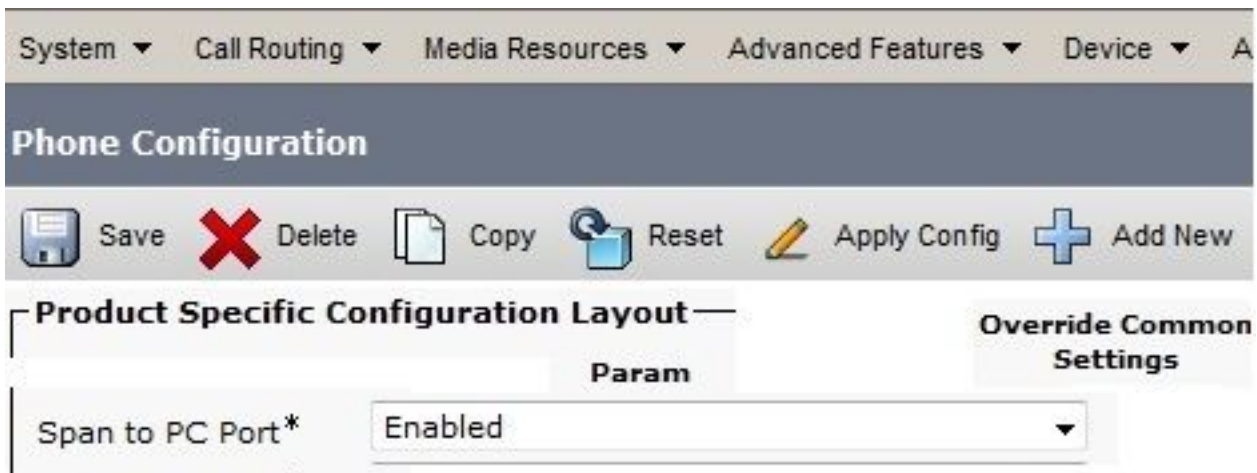 System Call Routing Media Resources Advanced Features Device A
Phone Configuration
Save Delete Copy Reset Apply Config Add New
Product Specific Configuration Layout
Override Common
Settings
Param
Span to PC Port* Enabled